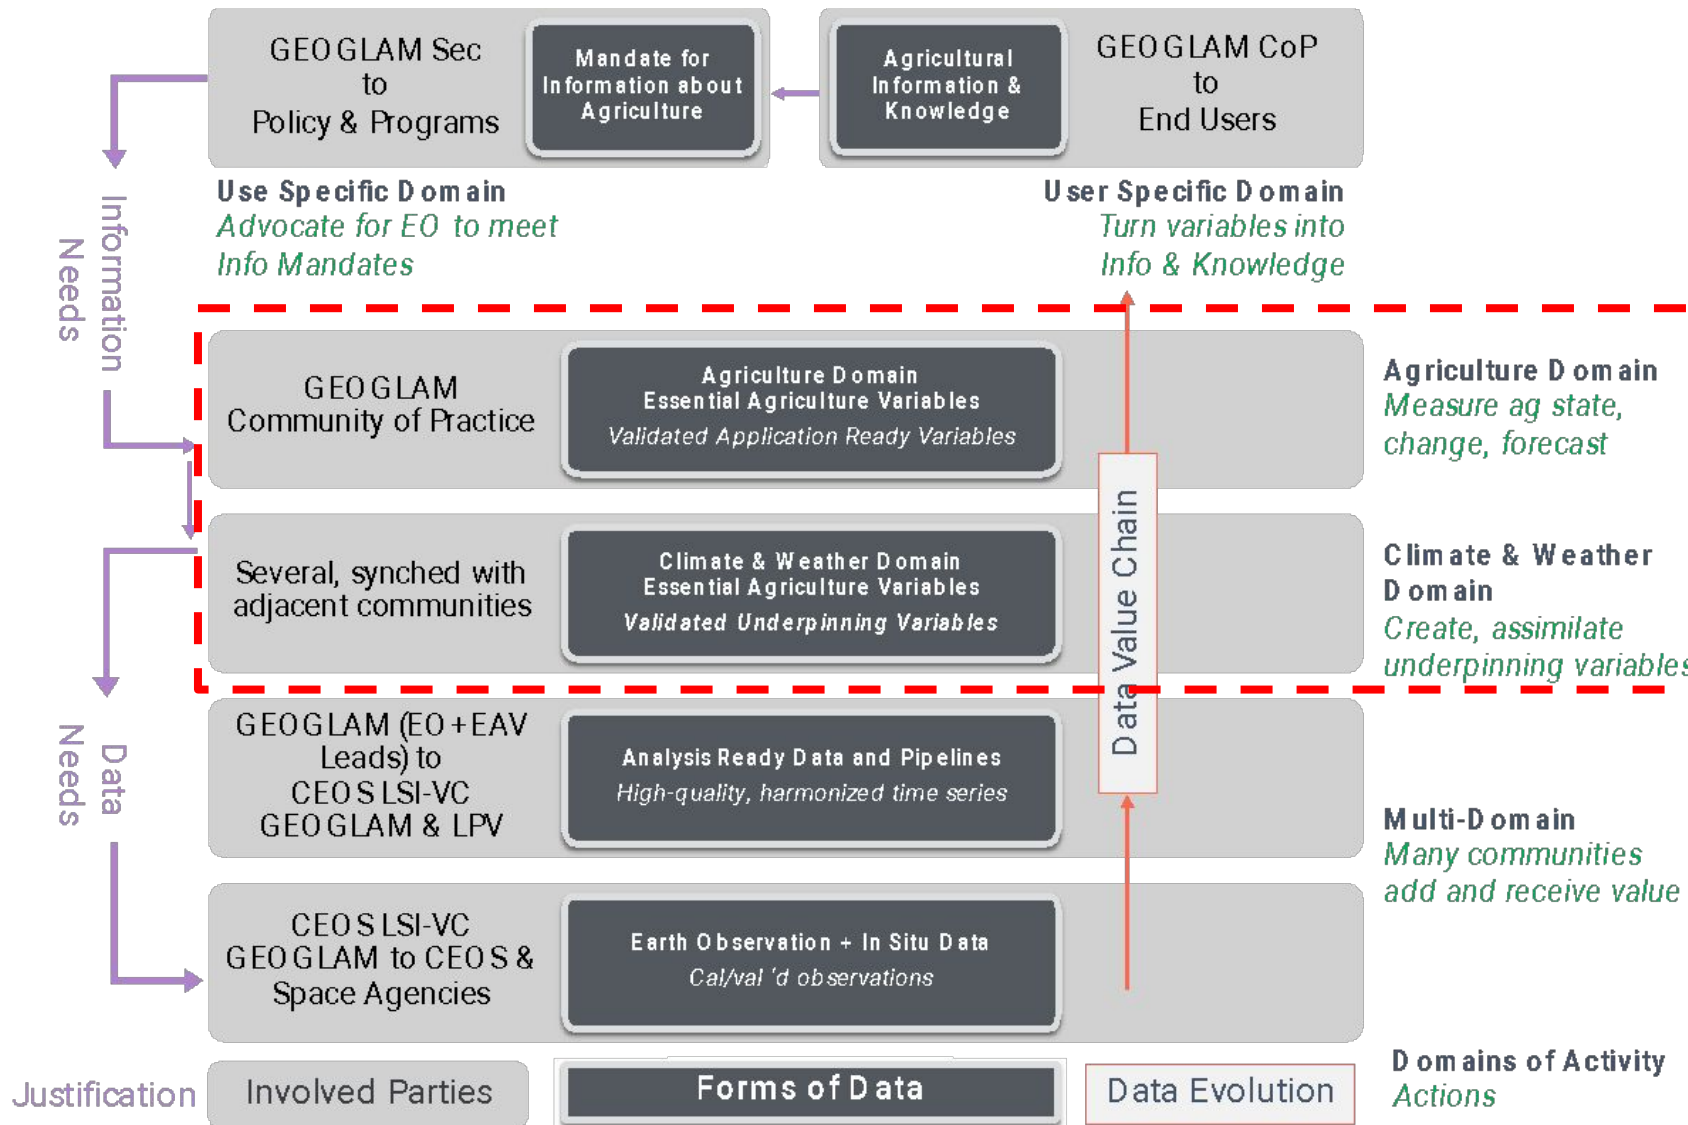 GEOGLAM Sec
to
Policy & Programs
Mandate for
Information about
Agriculture
Agricultural
Information &
Knowledge
GEOGLAM CoP
to
End Users
Use Specific Domain
Advocate for EO to meet
Info Mandates
User Specific Domain
Turn variables into
Info & Knowledge
Information
Needs
GEOGLAM
Community of Practice
Agriculture Domain
Essential Agriculture Variables
Validated Application Ready Variables
Agriculture Domain
Measure ag state,
change, forecast
Several, synched with
adjacent communities
Climate & Weather Domain
Essential Agriculture Variables
Validated Underpinning Variables
Data Value Chain
Climate & Weather
Domain
Create, assimilate
underpinning variables
Data
Needs
GEOGLAM (EO+EAV
Leads) to
CEOS LSI-VC
GEOGLAM & LPV
Analysis Ready Data and Pipelines
High-quality, harmonized time series
Multi-Domain
Many communities
add and receive value
CEOS LSI-VC
GEOGLAM to CEOS &
Space Agencies
Earth Observation + In Situ Data
Cal/val 'd observations
Justification
Involved Parties
Forms of Data
Data Evolution
Domains of Activity
Actions